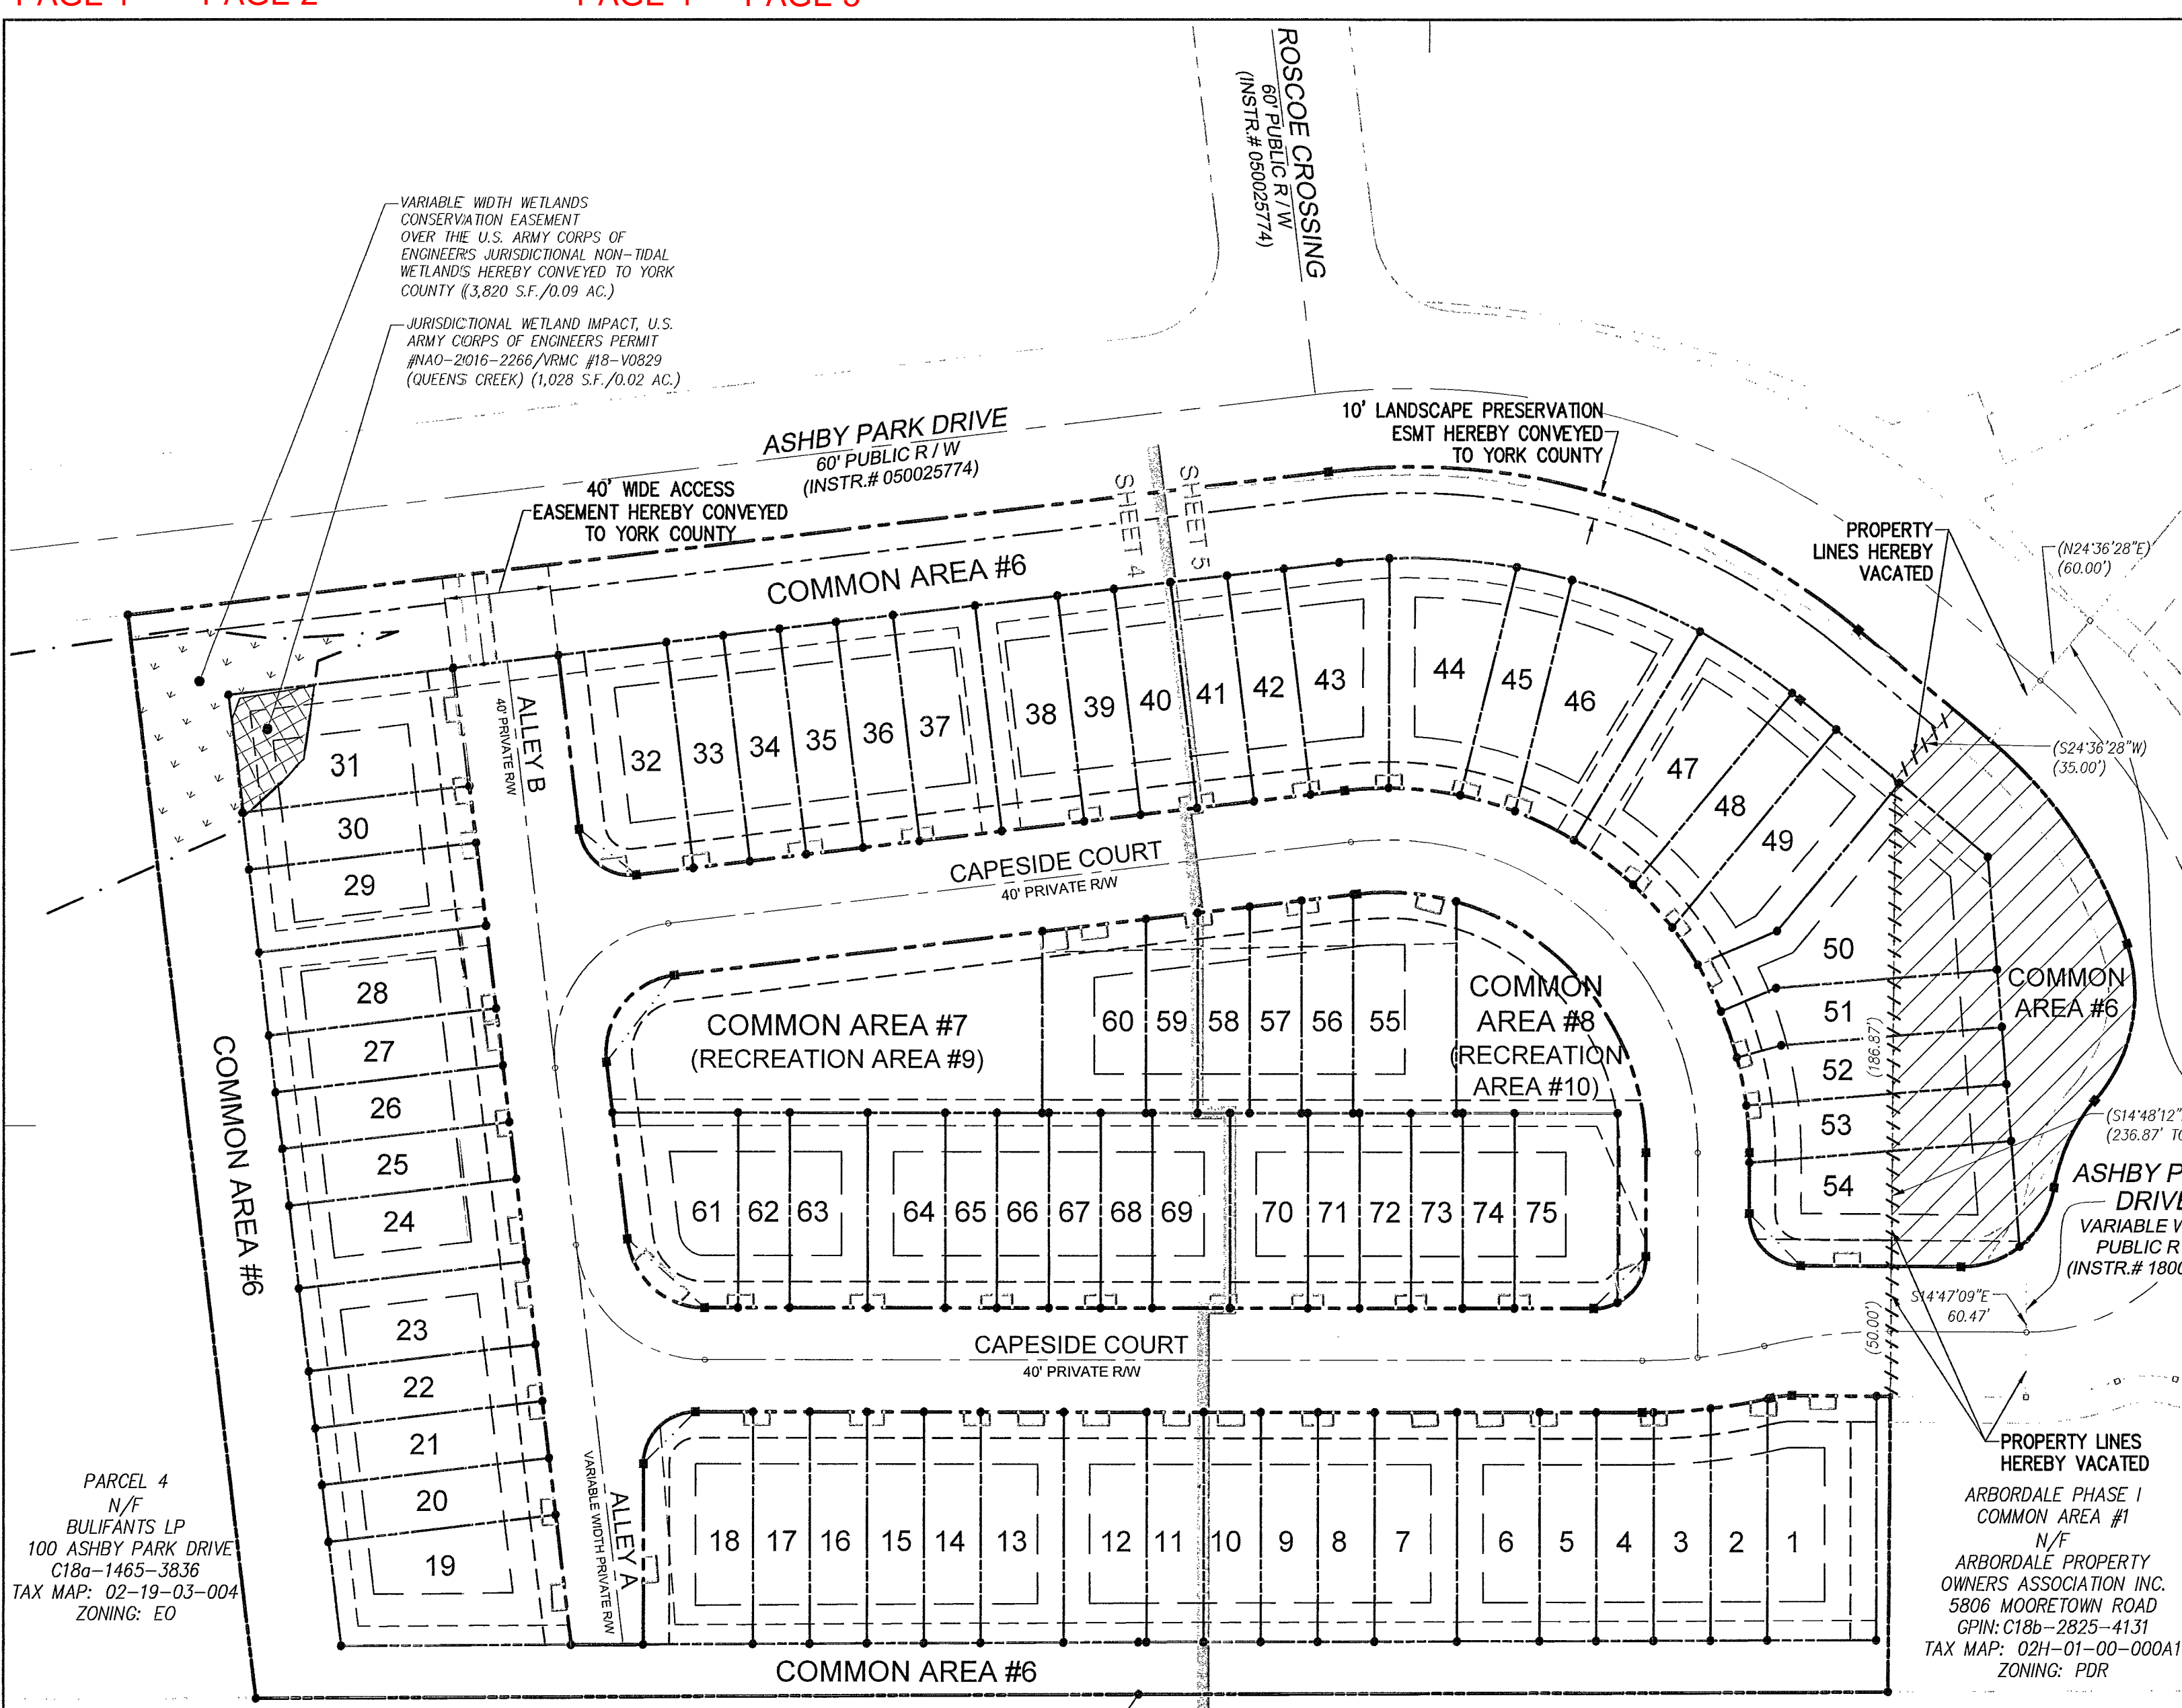 ROSCOE CROSSING
60' PUBLIC R / W
(INSTR.# 050025774)
VARIABLE WIDTH WETLANDS
CONSERVATION EASEMENT
OVER THE U.S. ARMY CORPS OF
ENGINEERS JURISDICTIONAL NON-TIDAL
WETLANDS HEREBY CONVEYED TO YORK
COUNTY (3,820 S.F./0.09 AC.)
JURISDICTIONAL WETLAND IMPACT, U.S.
ARMY CORPS OF ENGINEERS PERMIT
#NAO-2016-2266/VRMC #18-V0829
(QUEENS CREEK) (1,028 S.F./0.02 AC.)
ASHBY PARK DRIVE
60' PUBLIC R / W
(INSTR.# 050025774)
10' LANDSCAPE PRESERVATION
ESMT HEREBY CONVEYED
TO YORK COUNTY
40' WIDE ACCESS
EASEMENT HEREBY CONVEYED
TO YORK COUNTY
SHEET 4
SHEET 5
PROPERTY
LINES HEREBY
VACATED
(N24°36'28"E)
(60.00')
(S24°36'28"W)
(35.00')
COMMON AREA #6
ALLEY B
40' PRIVATE R/W
31
30
29
28
27
26
25
24
23
22
21
20
19
32
33
34
35
36
37
38
39
40
41
42
43
44
45
46
47
48
49
50
51
52
53
54
CAPESIDE COURT
40' PRIVATE R/W
COMMON AREA #7
(RECREATION AREA #9)
60
59
58
57
56
55
COMMON
AREA #8
(RECREATION
AREA #10)
COMMON
AREA #6
(186.87')
(S14°48'12"
(236.87'
ASHBY P
DRIVE
VARIABLE
PUBLIC R
(INSTR.# 1800
S14°47'09"E
60.47'
(50.00')
COMMON AREA #6
61
62
63
64
65
66
67
68
69
70
71
72
73
74
75
CAPESIDE COURT
40' PRIVATE R/W
ALLEY A
VARIABLE WIDTH PRIVATE R/W
18
17
16
15
14
13
12
11
10
9
8
7
6
5
4
3
2
1
PROPERTY LINES
HEREBY VACATED
PARCEL 4
N/F
BULIFANTS LP
100 ASHBY PARK DRIVE
C18a-1465-3836
TAX MAP: 02-19-03-004
ZONING: EO
ARBORDALE PHASE I
COMMON AREA #1
N/F
ARBORDALE PROPERTY
OWNERS ASSOCIATION INC.
5806 MOORETOWN ROAD
GPIN: C18b-2825-4131
TAX MAP: 02H-01-00-000A1
ZONING: PDR
COMMON AREA #6